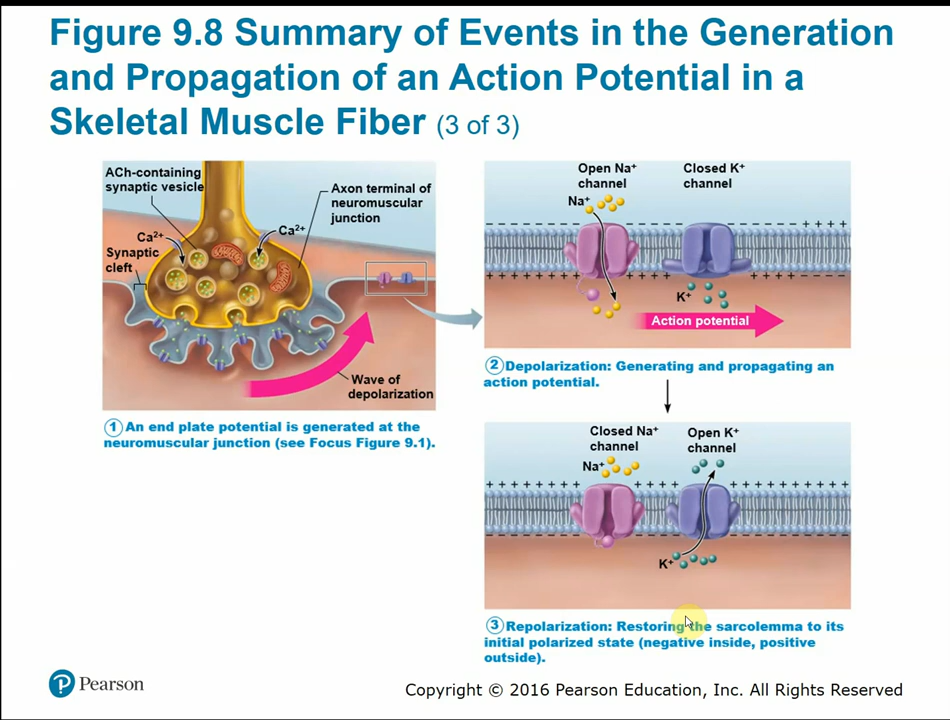 Figure 9.8 Summary of Events in the Generation
and Propagation of an Action Potential in a
Skeletal Muscle Fiber (3 of 3)
ACh-containing
synaptic vesicle
Axon terminal of
neuromuscular
junction
Ca²⁺
Ca²⁺
Synaptic
cleft
Wave of
depolarization
① An end plate potential is generated at the
neuromuscular junction (see Focus Figure 9.1).
Open Na⁺
channel
Closed K⁺
channel
Na⁺
+ + + +
K⁺
Action potential
② Depolarization: Generating and propagating an
action potential.
Closed Na⁺
channel
Open K⁺
channel
Na⁺
K⁺
③ Repolarization: Restoring the sarcolemma to its
initial polarized state (negative inside, positive
outside).
P Pearson
Copyright © 2016 Pearson Education, Inc. All Rights Reserved